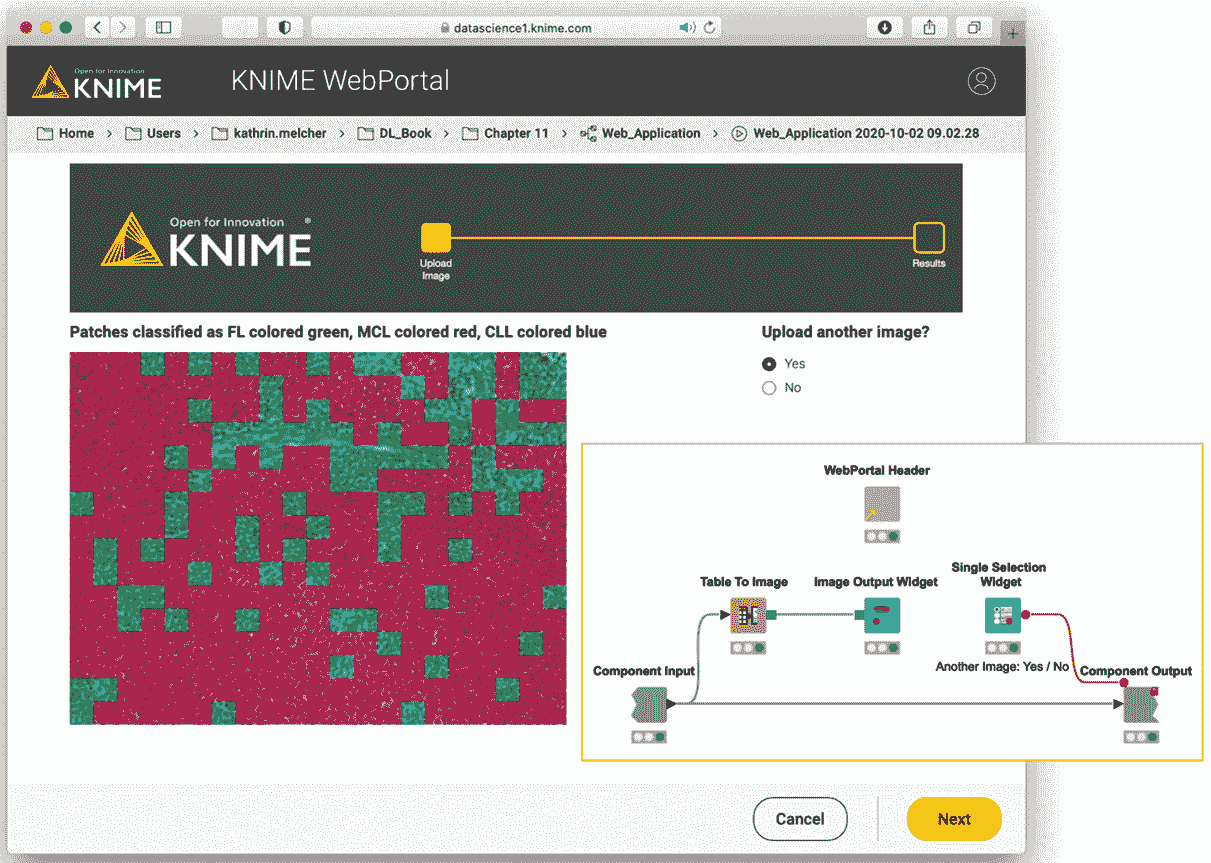 datascience1.knime.com
Open for Innovation
KNIME
KNIME WebPortal
Home > Users > kathrin.melcher > DL_Book > Chapter 11 > Web_Application > Web_Application 2020-10-02 09.02.28
Open for Innovation ®
KNIME
Upload
Image
Results
Patches classified as FL colored green, MCL colored red, CLL colored blue
Upload another image?
Yes
No
WebPortal Header
Table To Image
Image Output Widget
Single Selection
Widget
Another Image: Yes / No
Component Input
Component Output
Cancel
Next